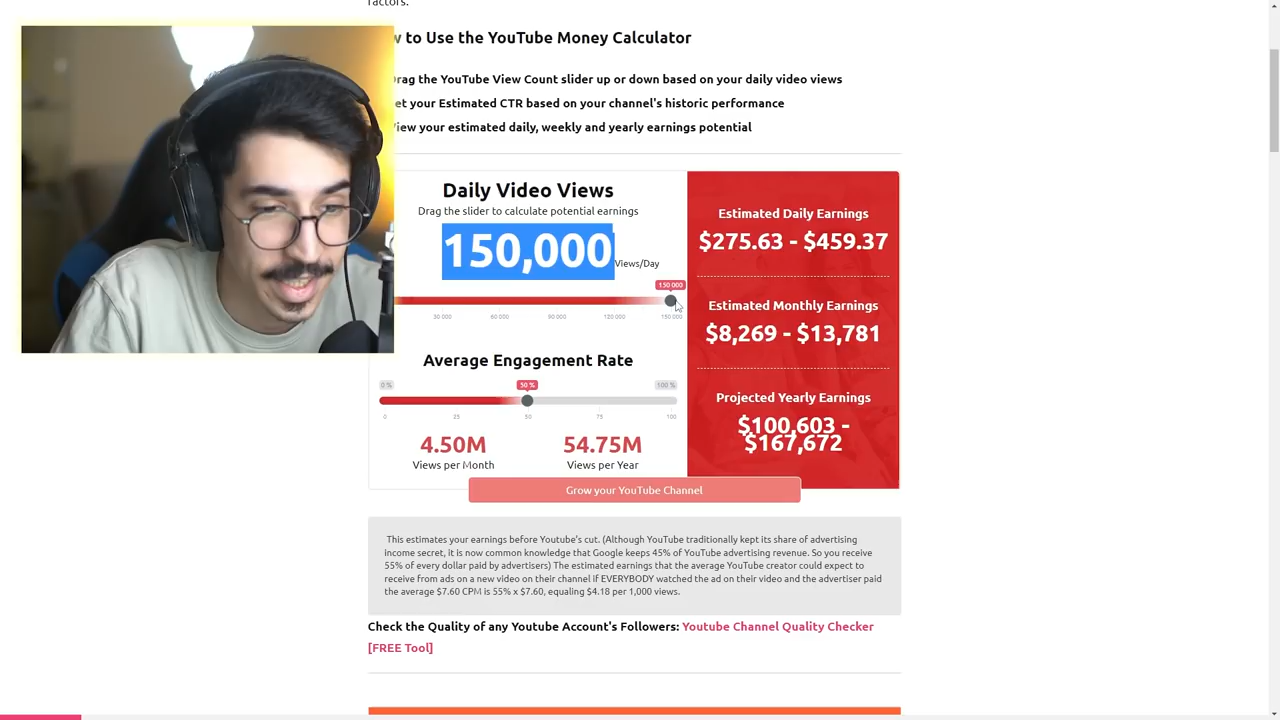 factors.
w to Use the YouTube Money Calculator
Drag the YouTube View Count slider up or down based on your daily video views
et your Estimated CTR based on your channel's historic performance
View your estimated daily, weekly and yearly earnings potential
Daily Video Views
Drag the slider to calculate potential earnings
150,000 Views/Day
150 000
30 000 60 000 90 000 120 000 150 000
Average Engagement Rate
0 % 50 % 100 %
0 25 50 75 100
4.50M 54.75M
Views per Month Views per Year
Estimated Daily Earnings
$275.63 - $459.37
Estimated Monthly Earnings
$8,269 - $13,781
Projected Yearly Earnings
$100,603 -
$167,672
Grow your YouTube Channel
This estimates your earnings before Youtube's cut. (Although YouTube traditionally kept its share of advertising
income secret, it is now common knowledge that Google keeps 45% of YouTube advertising revenue. So you receive
55% of every dollar paid by advertisers) The estimated earnings that the average YouTube creator could expect to
receive from ads on a new video on their channel if EVERYBODY watched the ad on their video and the advertiser paid
the average $7.60 CPM is 55% x $7.60, equaling $4.18 per 1,000 views.
Check the Quality of any Youtube Account's Followers: Youtube Channel Quality Checker
[FREE Tool]